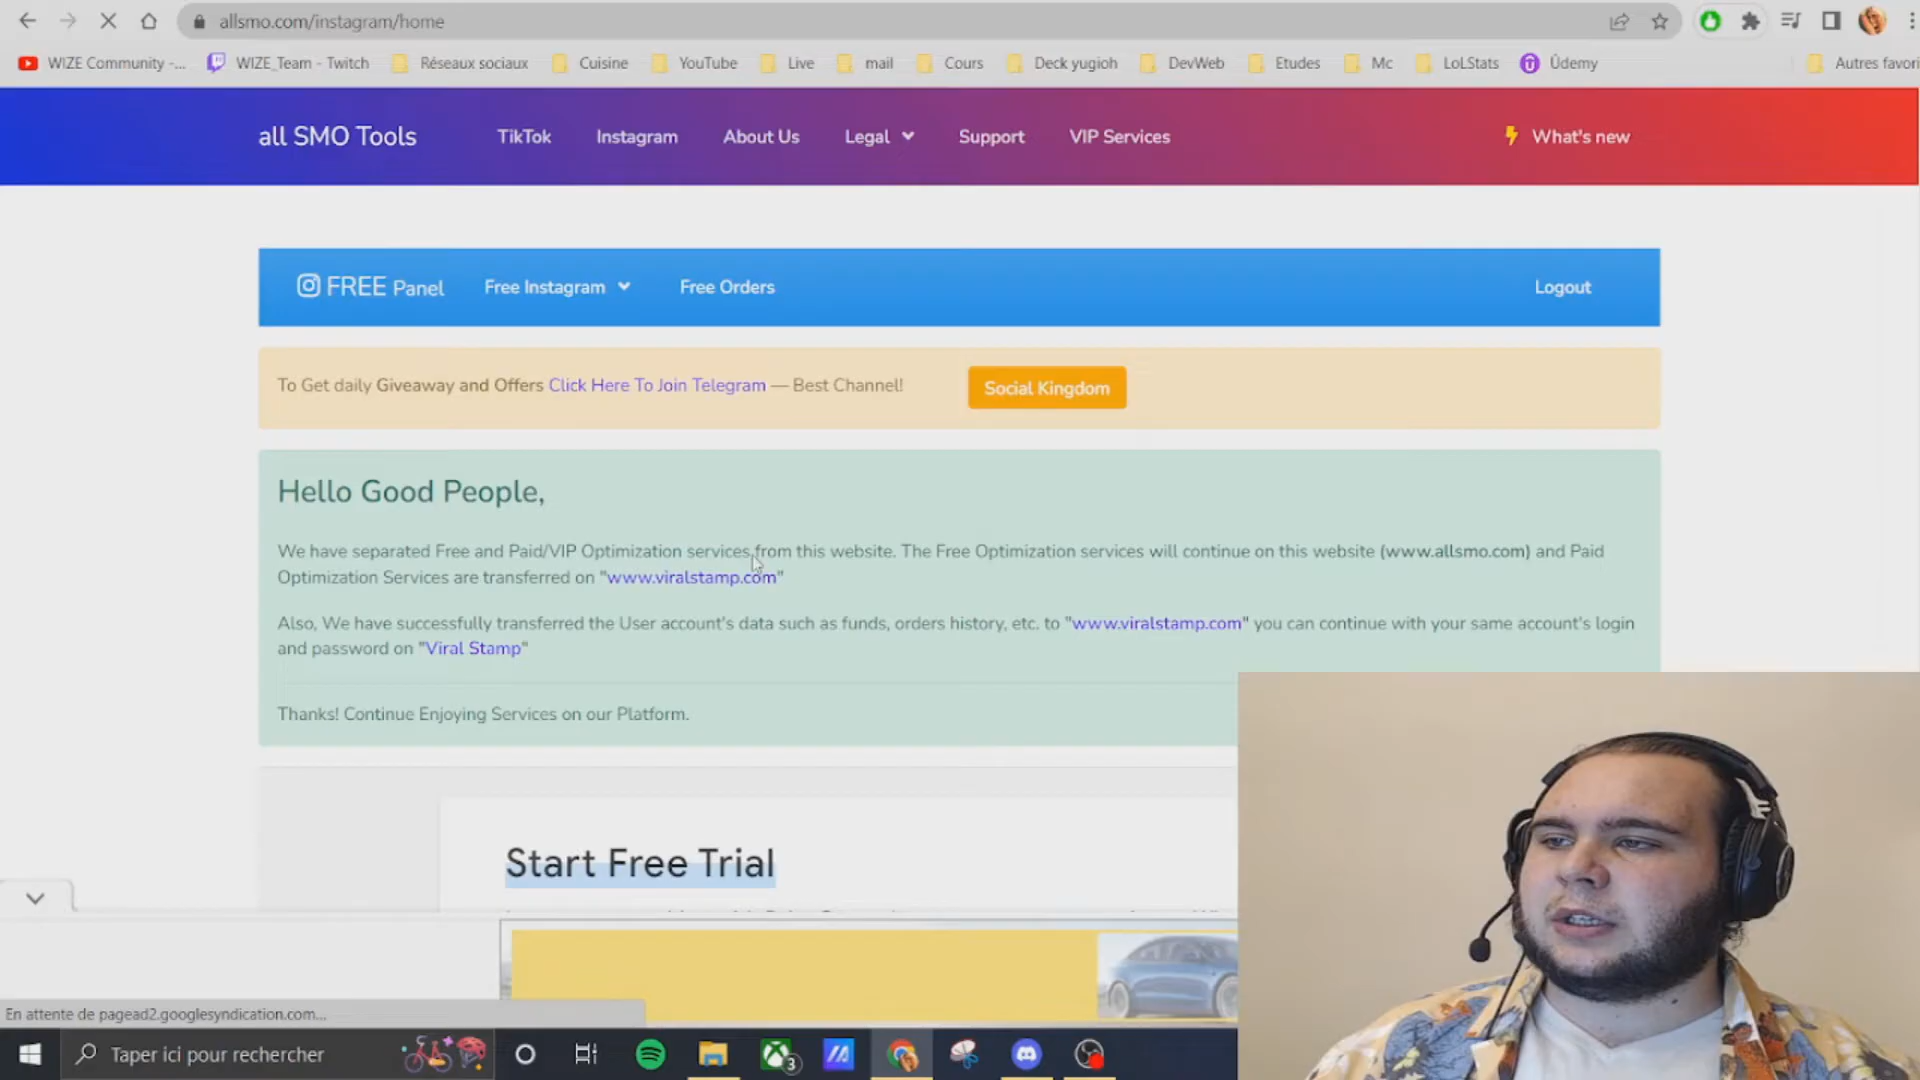 allsmo.com/instagram/home
WIZE Community -... WIZE_Team - Twitch Réseaux sociaux Cuisine YouTube Live mail Cours Deck yugioh DevWeb Etudes Mc LoLStats Ûdemy Autres favori
all SMO Tools TikTok Instagram About Us Legal Support VIP Services What's new
FREE Panel Free Instagram Free Orders Logout
To Get daily Giveaway and Offers Click Here To Join Telegram — Best Channel! Social Kingdom
Hello Good People,
We have separated Free and Paid/VIP Optimization services from this website. The Free Optimization services will continue on this website (www.allsmo.com) and Paid
Optimization Services are transferred on "www.viralstamp.com"
Also, We have successfully transferred the User account's data such as funds, orders history, etc. to "www.viralstamp.com" you can continue with your same account's login
and password on "Viral Stamp"
Thanks! Continue Enjoying Services on our Platform.
Start Free Trial
En attente de pagead2.googlesyndication.com...
Taper ici pour rechercher 3